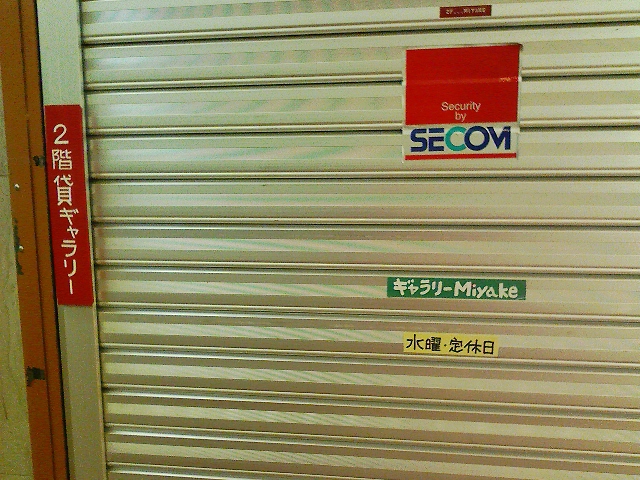 Security
by
SECOM
2階貸ギャラリー
ギャラリーMiyake
水曜・定休日